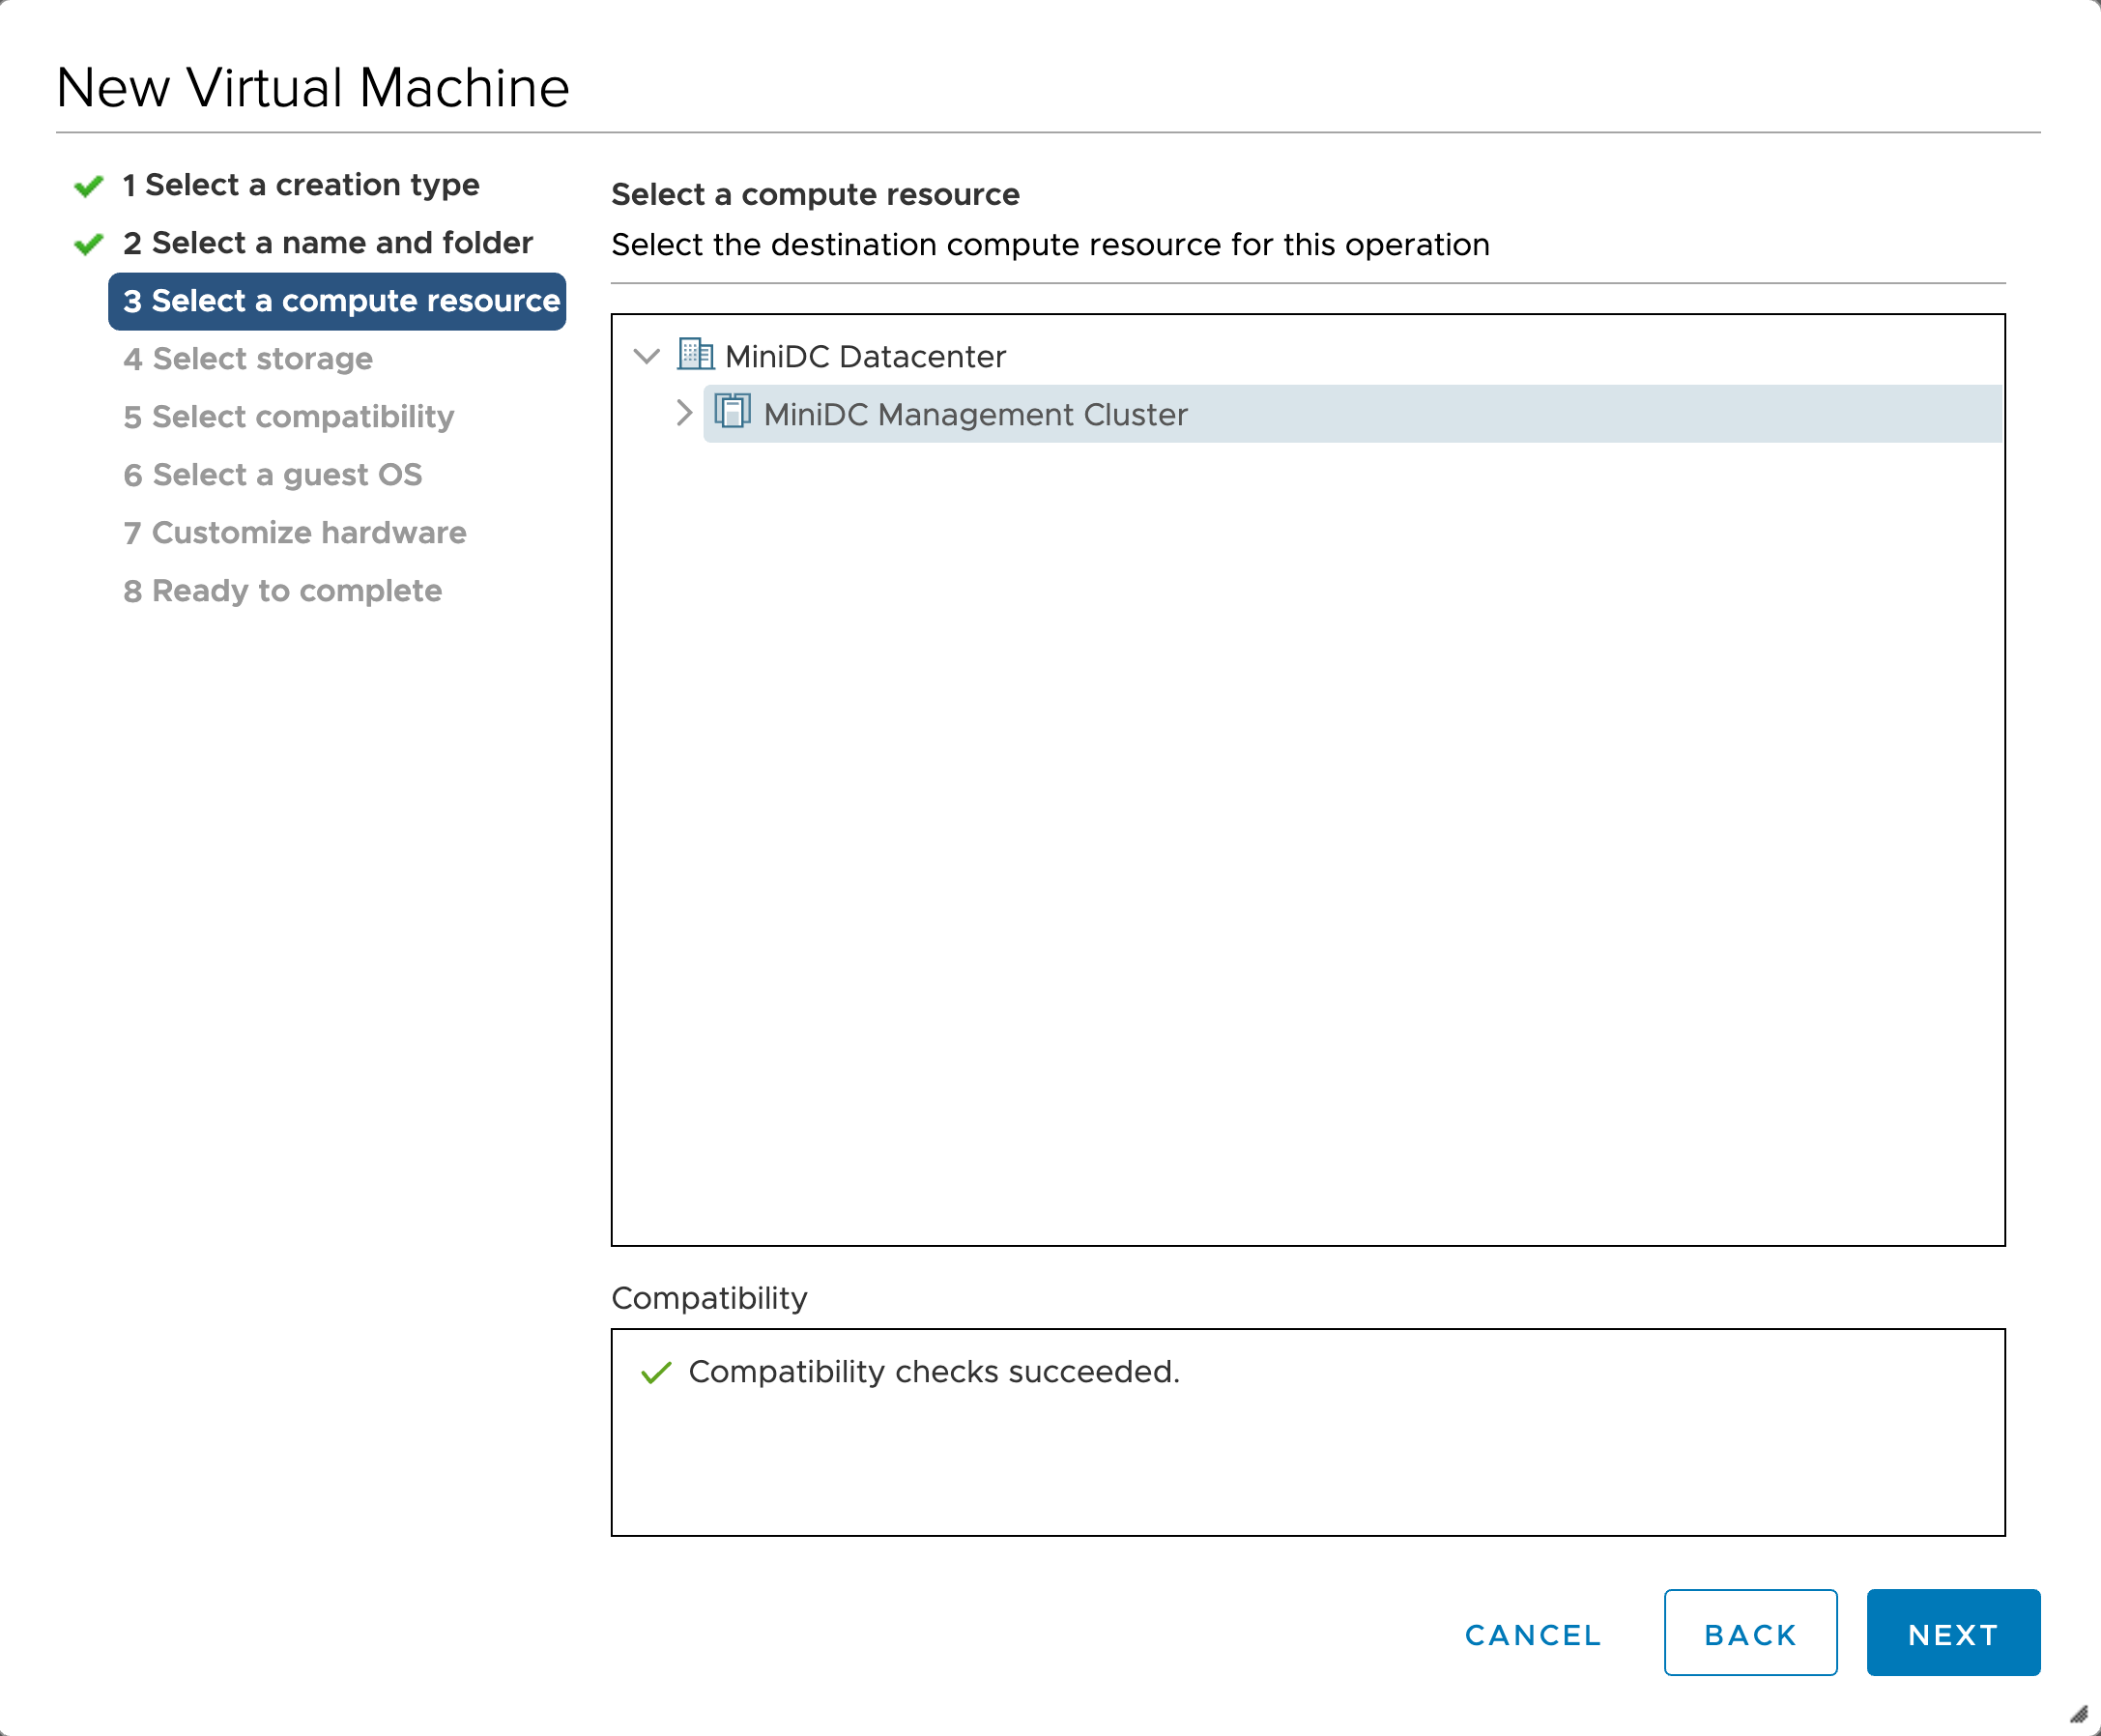 New Virtual Machine
1 Select a creation type
2 Select a name and folder
3 Select a compute resource
4 Select storage
5 Select compatibility
6 Select a guest OS
7 Customize hardware
8 Ready to complete
Select a compute resource
Select the destination compute resource for this operation
MiniDC Datacenter
MiniDC Management Cluster
Compatibility
Compatibility checks succeeded.
CANCEL
BACK
NEXT